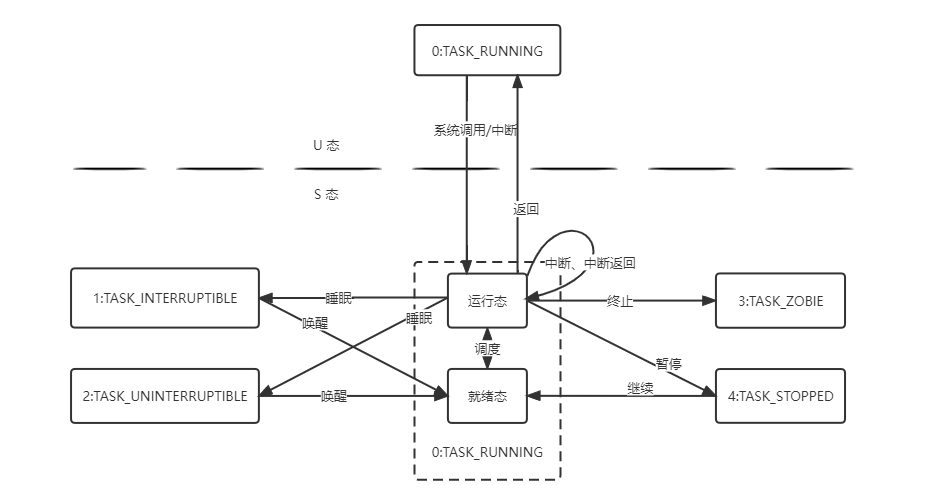 0:TASK_RUNNING
系统调用/中断
U 态
S 态
返回
中断、中断返回
1:TASK_INTERRUPTIBLE
睡眠
运行态
终止
3:TASK_ZOBIE
唤醒
睡眠
调度
暂停
2:TASK_UNINTERRUPTIBLE
唤醒
就绪态
继续
4:TASK_STOPPED
0:TASK_RUNNING